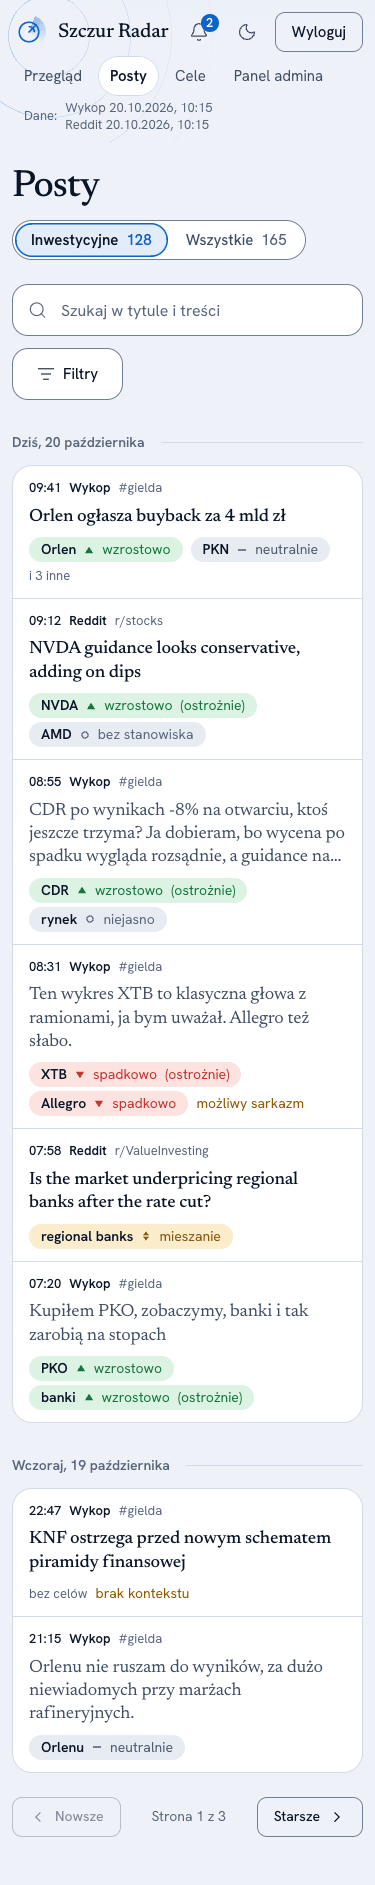 Szczur Radar 2 Wyloguj
Przegląd Posty Cele Panel admina
Dane: Wykop 20.10.2026, 10:15
Reddit 20.10.2026, 10:15
Posty
Inwestycyjne 128 Wszystkie 165
Szukaj w tytule i treści
Filtry
Dziś, 20 października
09:41 Wykop #gielda
Orlen ogłasza buyback za 4 mld zł
Orlen wzrostowo PKN neutralnie
i 3 inne
09:12 Reddit r/stocks
NVDA guidance looks conservative,
adding on dips
NVDA wzrostowo (ostrożnie)
AMD bez stanowiska
08:55 Wykop #gielda
CDR po wynikach -8% na otwarciu, ktoś
jeszcze trzyma? Ja dobieram, bo wycena po
spadku wygląda rozsądnie, a guidance na...
CDR wzrostowo (ostrożnie)
rynek niejasno
08:31 Wykop #gielda
Ten wykres XTB to klasyczna głowa z
ramionami, ja bym uważał. Allegro też
słabo.
XTB spadkowo (ostrożnie)
Allegro spadkowo możliwy sarkazm
07:58 Reddit r/ValueInvesting
Is the market underpricing regional
banks after the rate cut?
regional banks mieszanie
07:20 Wykop #gielda
Kupiłem PKO, zobaczymy, banki i tak
zarobią na stopach
PKO wzrostowo
banki wzrostowo (ostrożnie)
Wczoraj, 19 października
22:47 Wykop #gielda
KNF ostrzega przed nowym schematem
piramidy finansowej
bez celów brak kontekstu
21:15 Wykop #gielda
Orlenu nie ruszam do wyników, za dużo
niewiadomych przy marżach
rafineryjnych.
Orlenu neutralnie
Nowsze Strona 1 z 3 Starsze